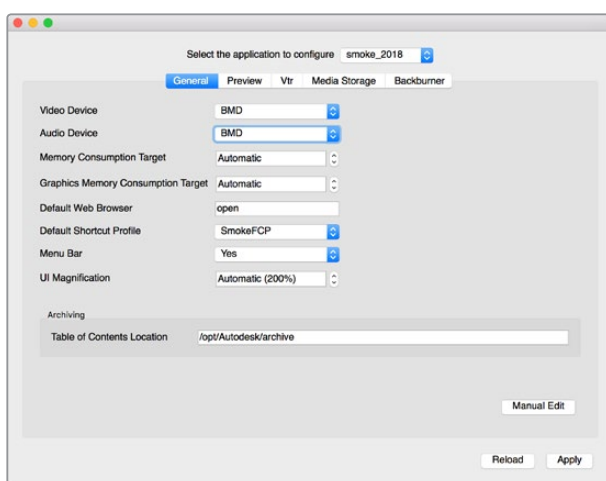 Select the application to configure smoke_2018
General Preview Vtr Media Storage Backburner
Video Device BMD
Audio Device BMD
Memory Consumption Target Automatic
Graphics Memory Consumption Target Automatic
Default Web Browser open
Default Shortcut Profile SmokeFCP
Menu Bar Yes
UI Magnification Automatic (200%)
Archiving
Table of Contents Location /opt/Autodesk/archive
Manual Edit
Reload Apply